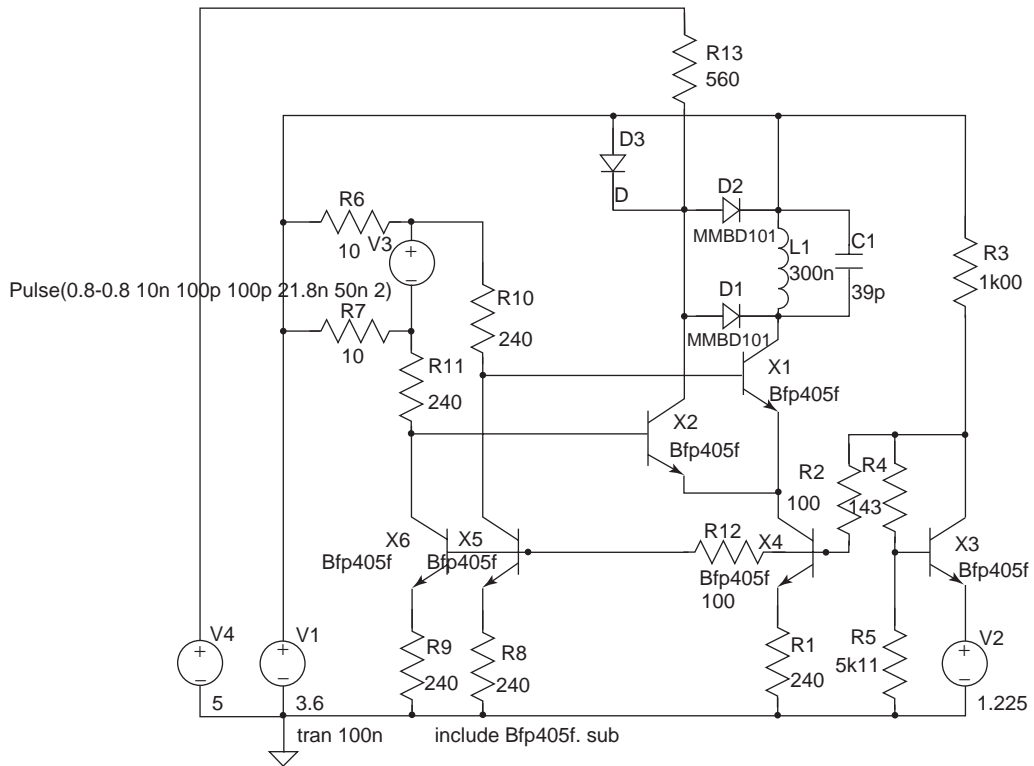 R13
560
D3
D
D2
MMBD101
R6
10
V3
+
−
L1
300n
C1
39p
R3
1k00
Pulse(0.8-0.8 10n 100p 100p 21.8n 50n 2)
R10
240
D1
MMBD101
R7
10
R11
240
X1
Bfp405f
X2
Bfp405f
R2
100
R4
143
X6
Bfp405f
X5
Bfp405f
R12
100
X4
Bfp405f
X3
Bfp405f
V4
+
−
5
V1
+
−
3.6
R9
240
R8
240
R1
240
R5
5k11
V2
+
−
1.225
tran 100n
include Bfp405f. sub